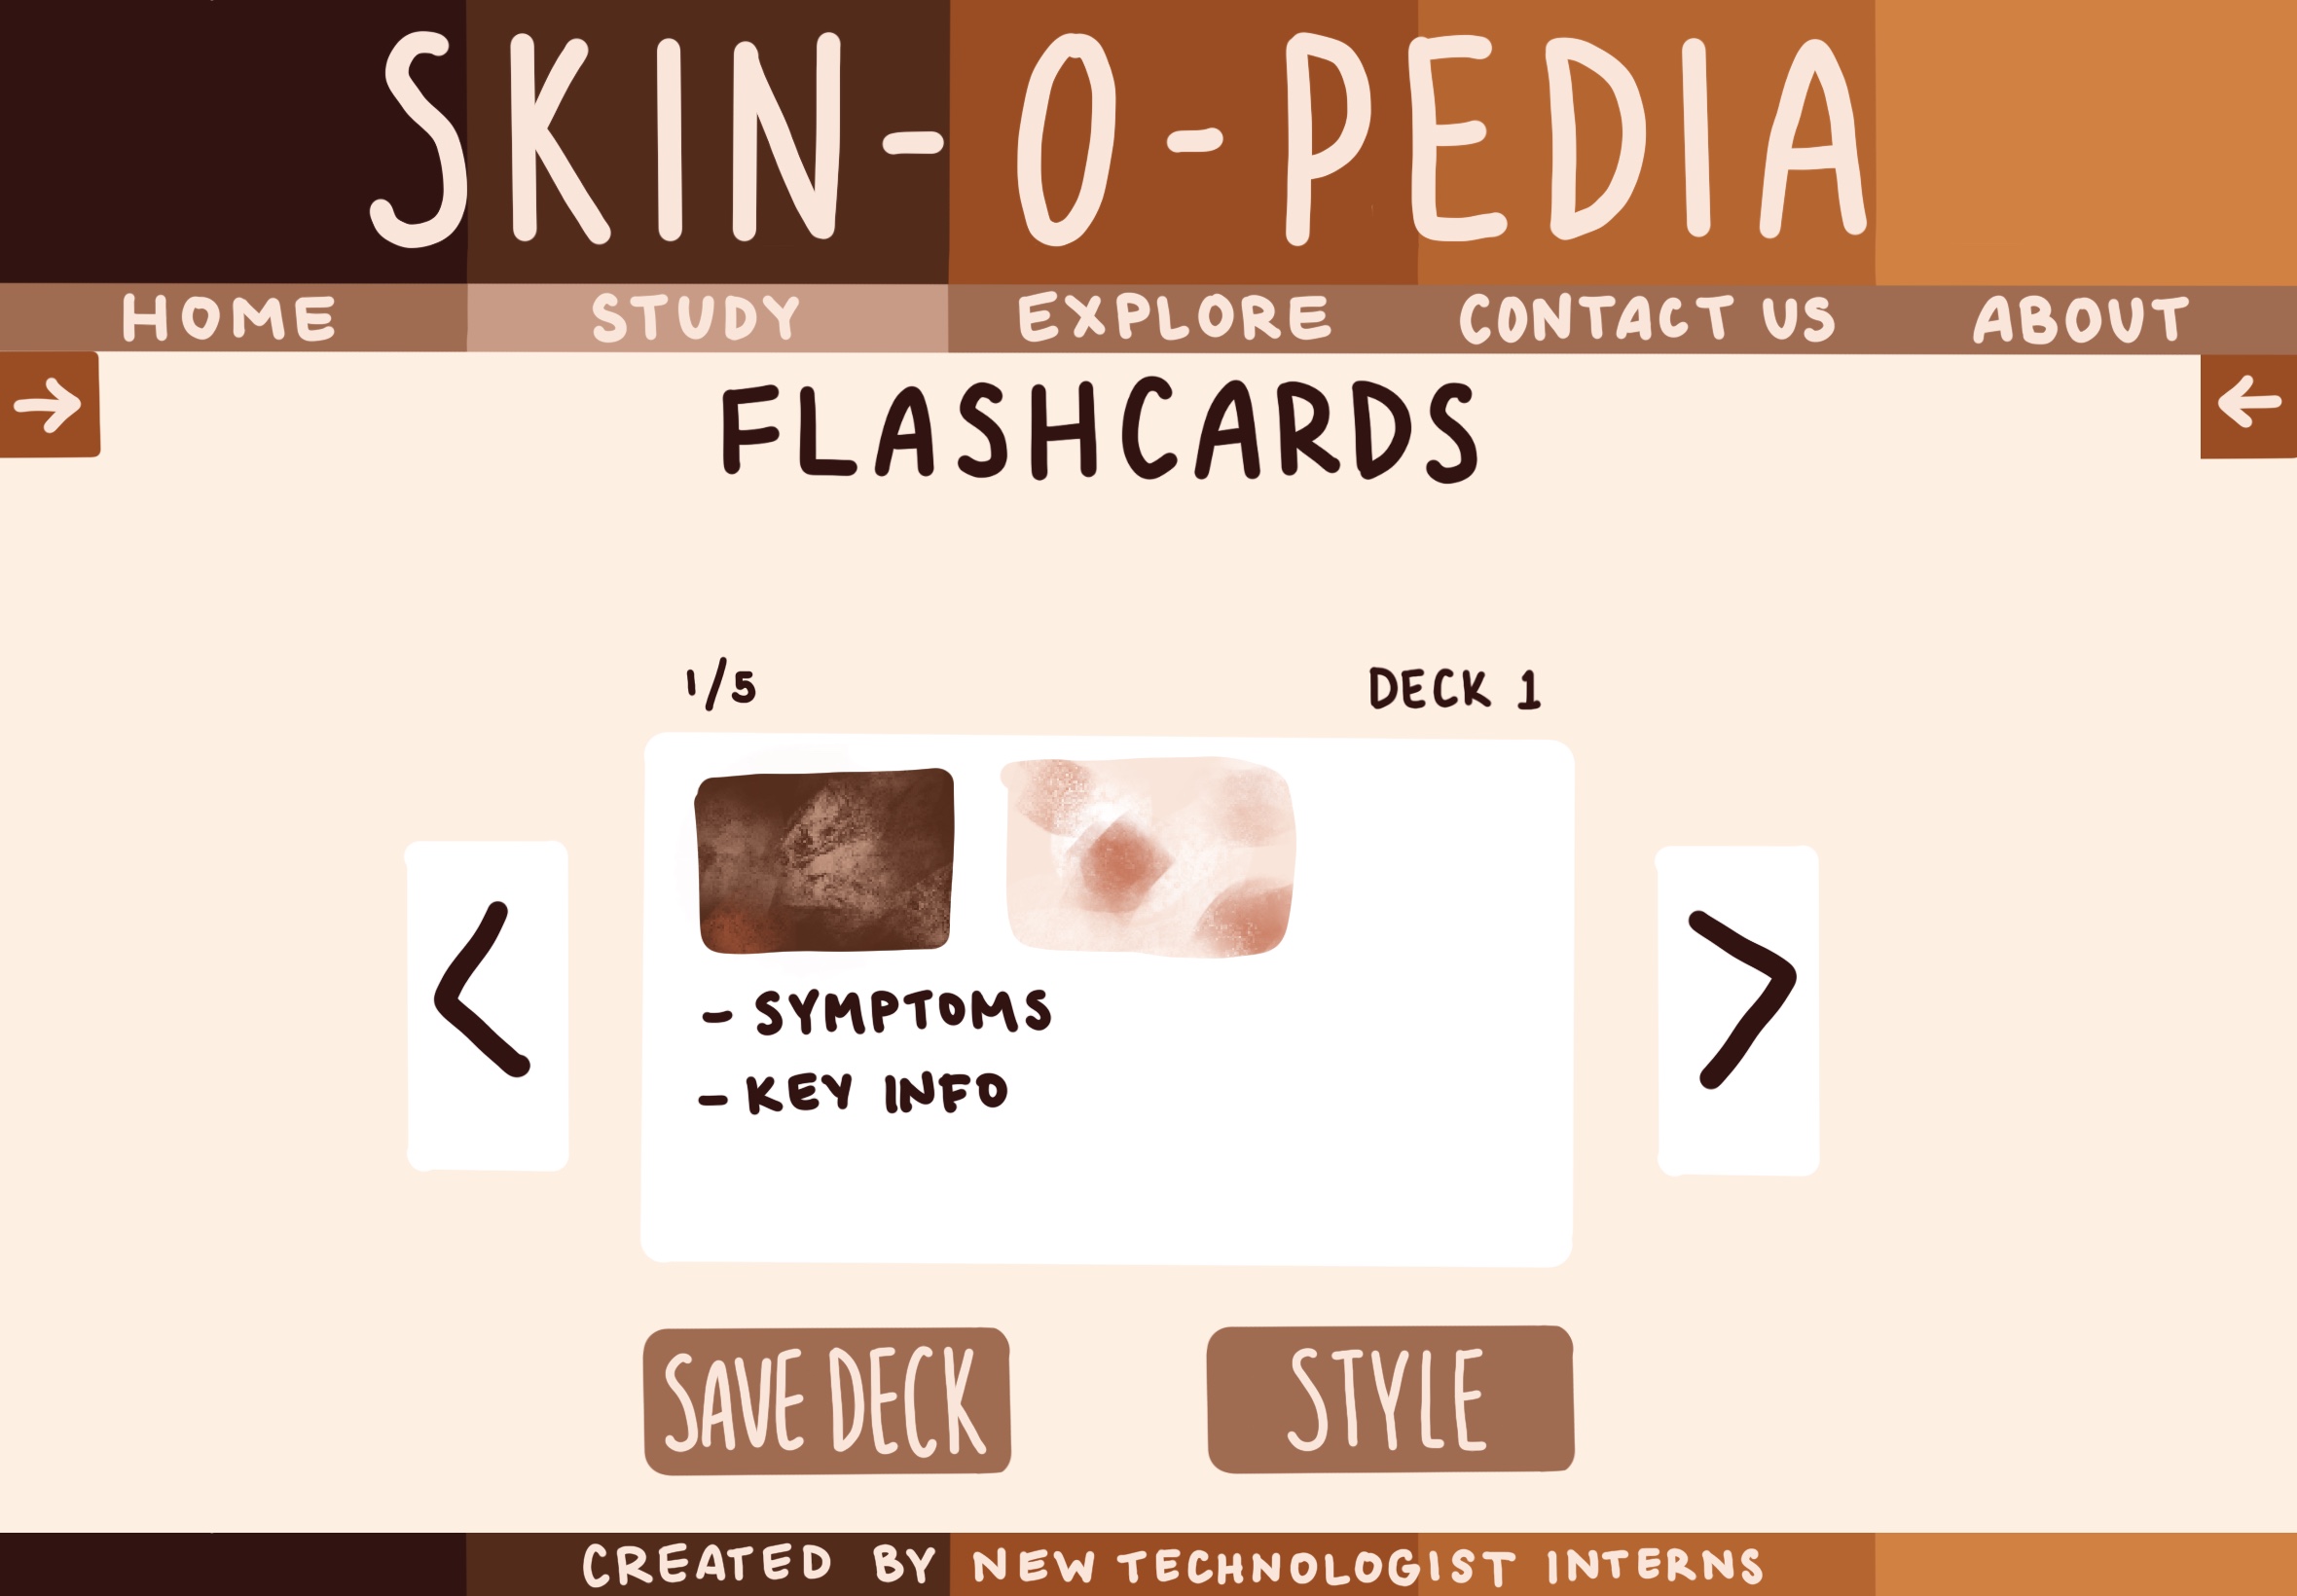 SKIN-O-PEDIA
HOME STUDY EXPLORE CONTACT US ABOUT
→ ←
FLASHCARDS
1/5 DECK 1
< >
- SYMPTOMS
- KEY INFO
SAVE DECK STYLE
CREATED BY NEW TECHNOLOGIST INTERNS